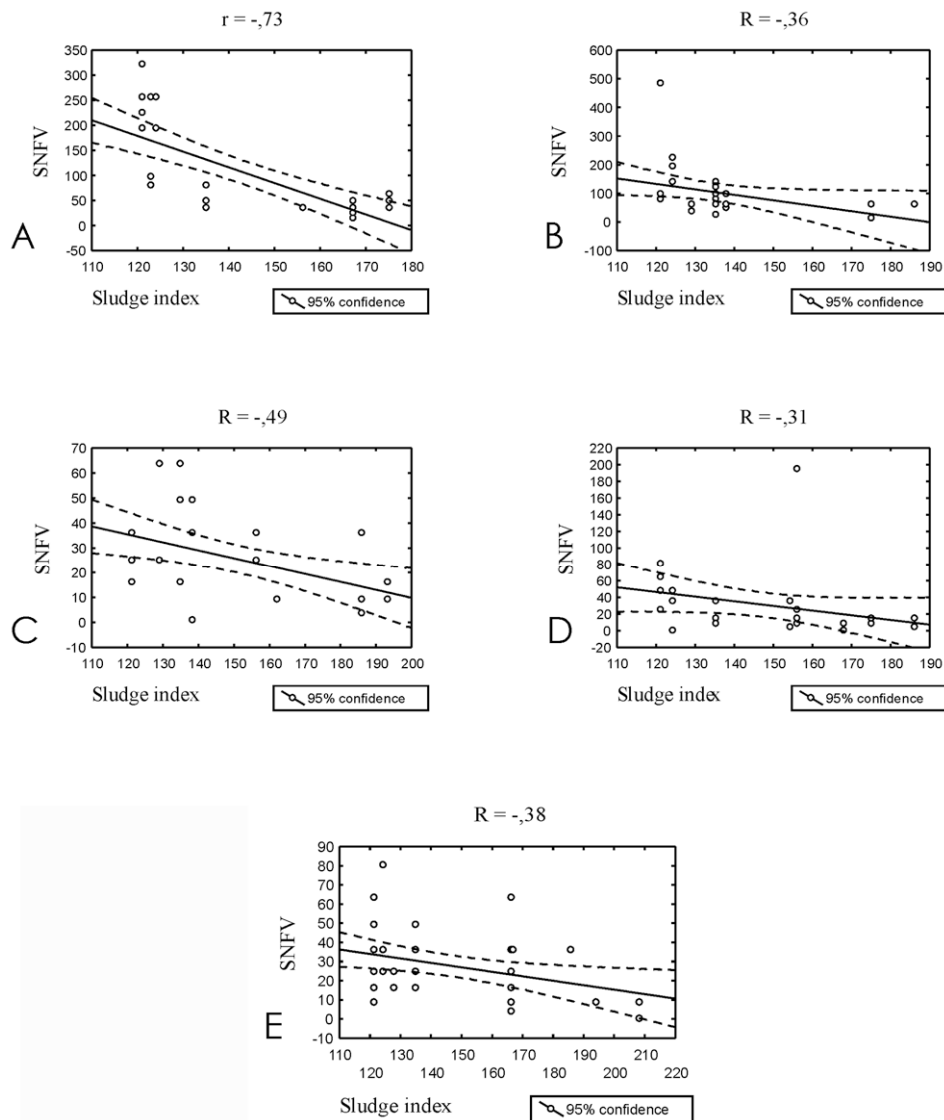 r = -,73
350
300
250
200
150
100
50
0
-50
SNFV
A
110 120 130 140 150 160 170 180
Sludge index
95% confidence
R = -,36
600
500
400
300
200
100
0
-100
SNFV
B
110 120 130 140 150 160 170 180 190
Sludge index
95% confidence
R = -,49
70
60
50
40
30
20
10
0
-10
SNFV
C
110 120 130 140 150 160 170 180 190 200
Sludge index
95% confidence
R = -,31
220
200
180
160
140
120
100
80
60
40
20
0
-20
SNFV
D
110 120 130 140 150 160 170 180 190
Sludge index
95% confidence
R = -,38
90
80
70
60
50
40
30
20
10
0
-10
SNFV
E
110 130 150 170 190 210
120 140 160 180 200 220
Sludge index
95% confidence